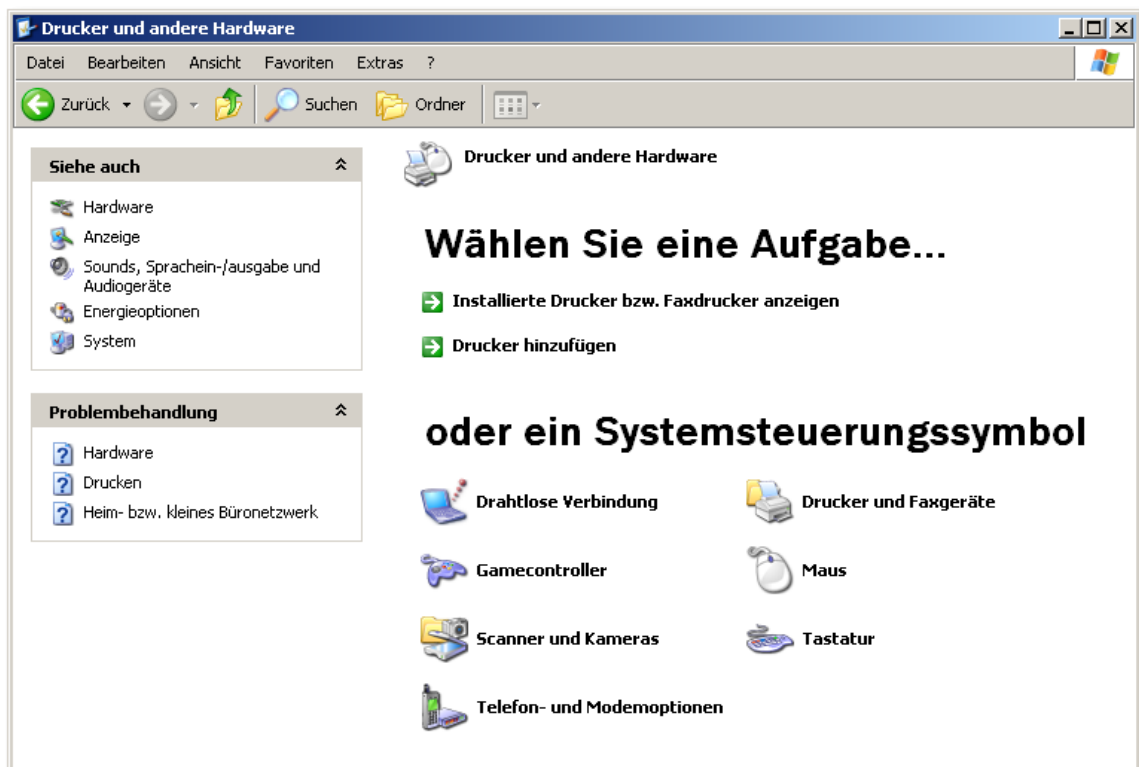 Drucker und andere Hardware
Datei Bearbeiten Ansicht Favoriten Extras ?
Zurück Suchen Ordner
Siehe auch
Hardware
Anzeige
Sounds, Sprachein-/ausgabe und
Audiogeräte
Energieoptionen
System
Problembehandlung
Hardware
Drucken
Heim- bzw. kleines Büronetzwerk
Drucker und andere Hardware
Wählen Sie eine Aufgabe...
Installierte Drucker bzw. Faxdrucker anzeigen
Drucker hinzufügen
oder ein Systemsteuerungssymbol
Drahtlose Verbindung
Drucker und Faxgeräte
Gamecontroller
Maus
Scanner und Kameras
Tastatur
Telefon- und Modemoptionen